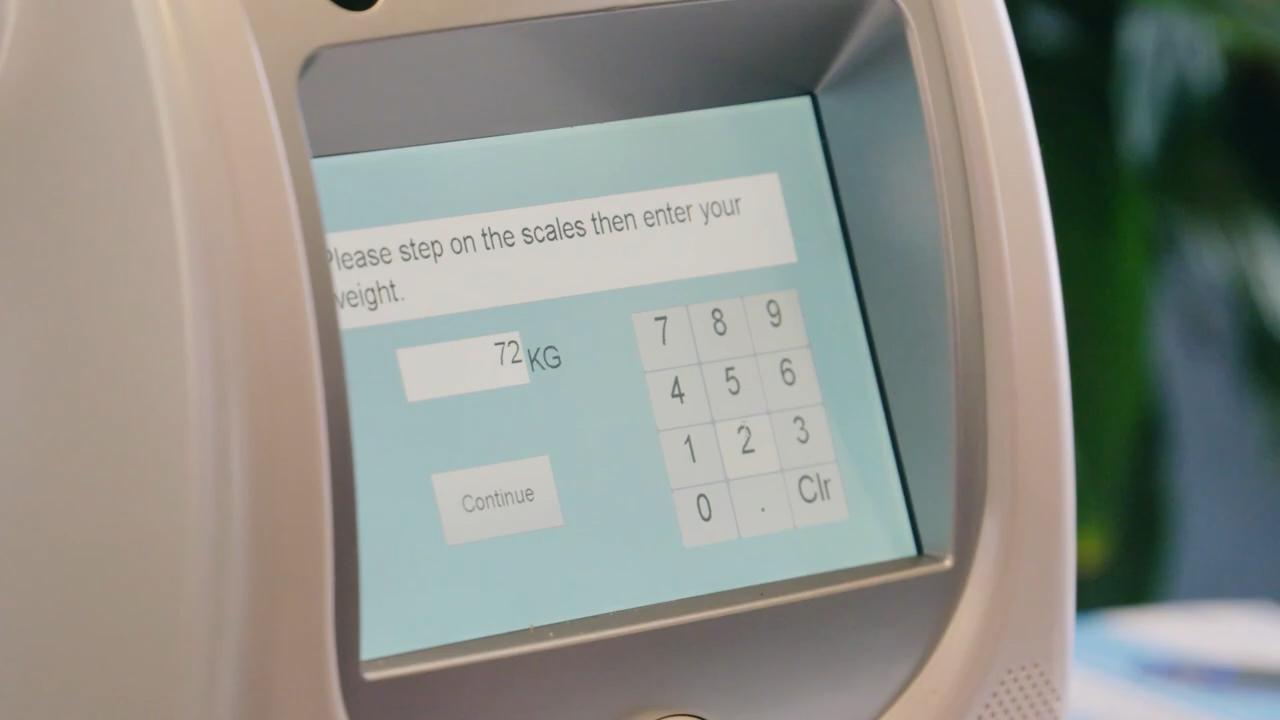 Please step on the scales then enter your
weight.
72 KG
7 8 9
4 5 6
1 2 3
0 . Clr
Continue